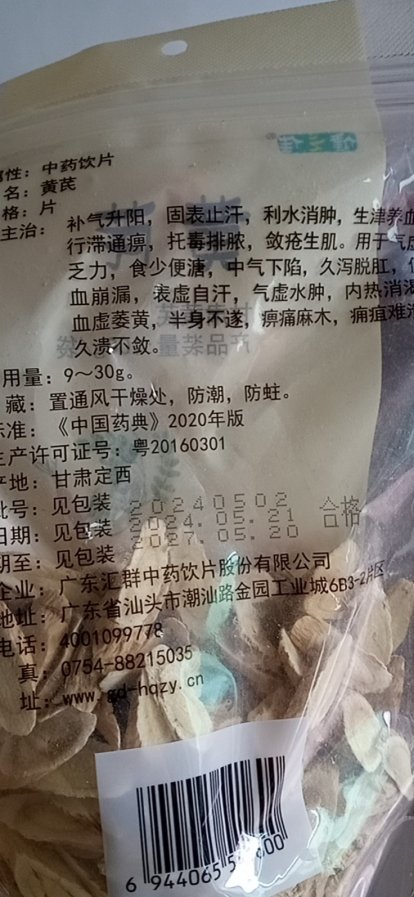 性：中药饮片
名：黄芪
格：片
主治：补气升阳，固表止汗，利水消肿，生津养血
行滞通痹，托毒排脓，敛疮生肌。用于气虚
乏力，食少便溏，中气下陷，久泻脱肛，便
血崩漏，表虚自汗，气虚水肿，内热消渴
血虚萎黄，半身不遂，痹痛麻木，痈疽难溃
久溃不敛。
用量：9～30g。
藏：置通风干燥处，防潮，防蛀。
标准：《中国药典》2020年版
生产许可证号：粤20160301
产地：甘肃定西
批号：见包装 20240502
日期：见包装 2024.05.21 合格
期至：见包装 2027.05.20
企业：广东汇群中药饮片股份有限公司
地址：广东省汕头市潮汕路金园工业城6B3-2片区
电话：4001099778
真：0754-88215035
址：www.gd-hqzy.cn
6 944065